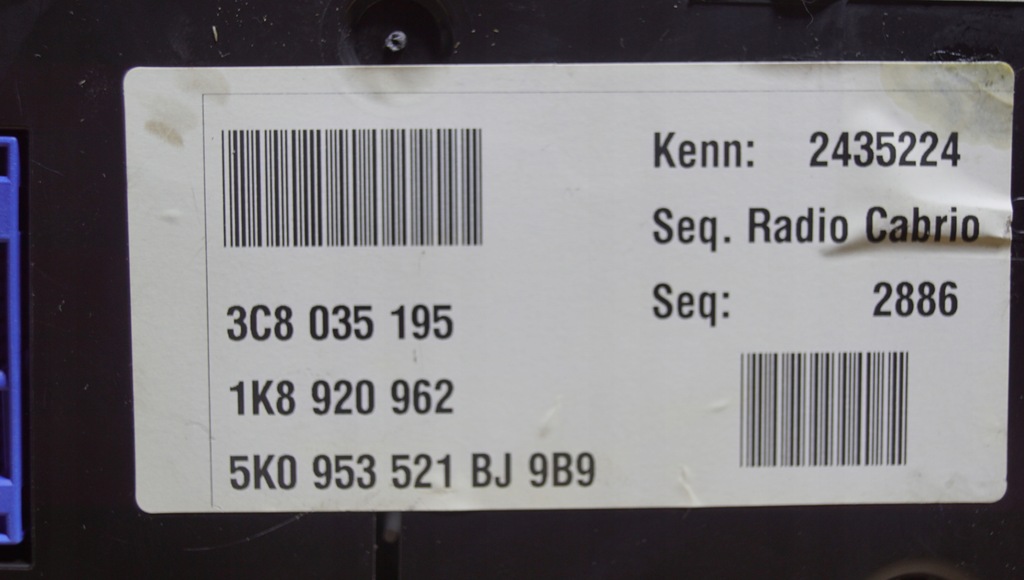 Kenn: 2435224
Seq. Radio Cabrio
Seq: 2886
3C8 035 195
1K8 920 962
5K0 953 521 BJ 9B9